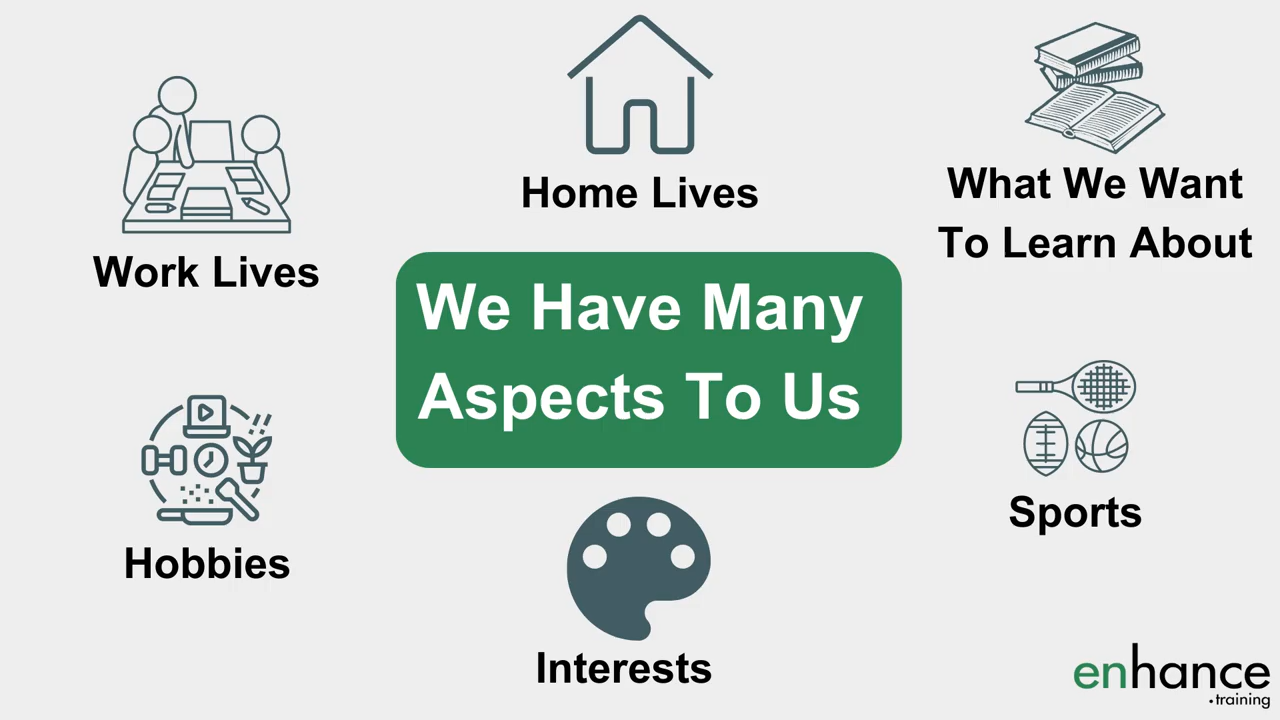 Home Lives
What We Want
To Learn About
Work Lives
We Have Many
Aspects To Us
Sports
Hobbies
Interests
enhance
.training